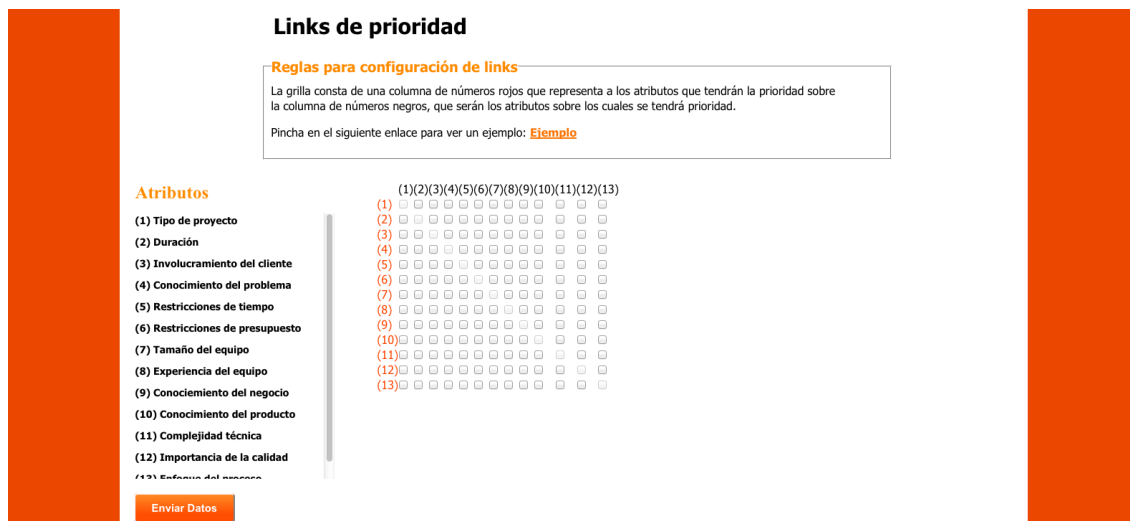 Links de prioridad
Reglas para configuración de links
La grilla consta de una columna de números rojos que representa a los atributos que tendrán la prioridad sobre
la columna de números negros, que serán los atributos sobre los cuales se tendrá prioridad.
Pincha en el siguiente enlace para ver un ejemplo: Ejemplo
Atributos
(1) Tipo de proyecto
(2) Duración
(3) Involucramiento del cliente
(4) Conocimiento del problema
(5) Restricciones de tiempo
(6) Restricciones de presupuesto
(7) Tamaño del equipo
(8) Experiencia del equipo
(9) Conociemiento del negocio
(10) Conocimiento del producto
(11) Complejidad técnica
(12) Importancia de la calidad
(13) Enfoque del proceso
(1)(2)(3)(4)(5)(6)(7)(8)(9)(10)(11)(12)(13)
(1)
(2)
(3)
(4)
(5)
(6)
(7)
(8)
(9)
(10)
(11)
(12)
(13)
Enviar Datos